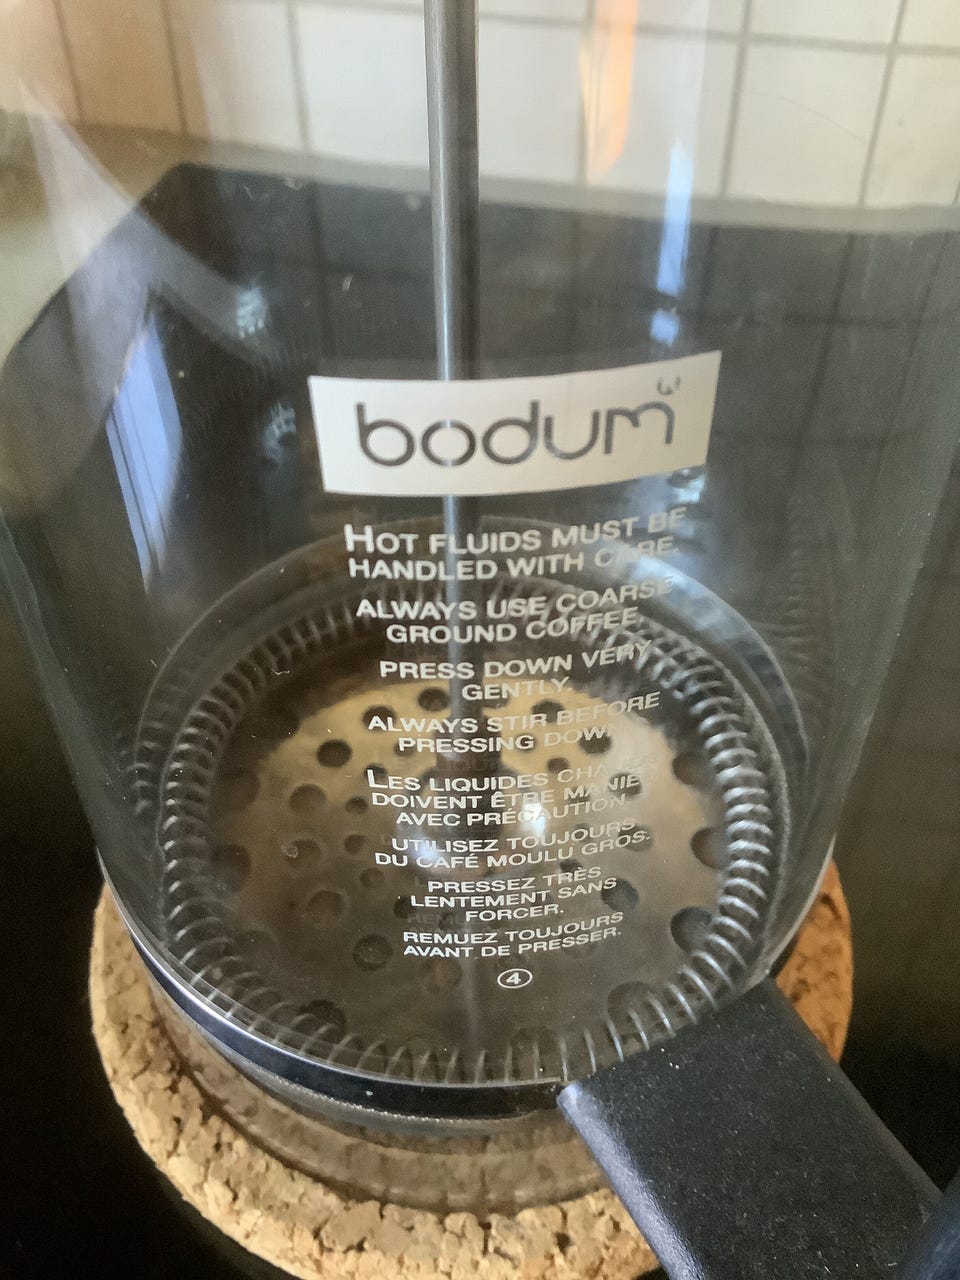 bodum
HOT FLUIDS MUST BE
HANDLED WITH CARE.
ALWAYS USE COARSE
GROUND COFFEE.
PRESS DOWN VERY
GENTLY.
ALWAYS STIR BEFORE
PRESSING DOWN
LES LIQUIDES CHAUDS
DOIVENT ÊTRE MANIÉS
AVEC PRÉCAUTION.
UTILISEZ TOUJOURS
DU CAFÉ MOULU GROS.
PRESSEZ TRÈS
LENTEMENT SANS
FORCER.
REMUEZ TOUJOURS
AVANT DE PRESSER.
4